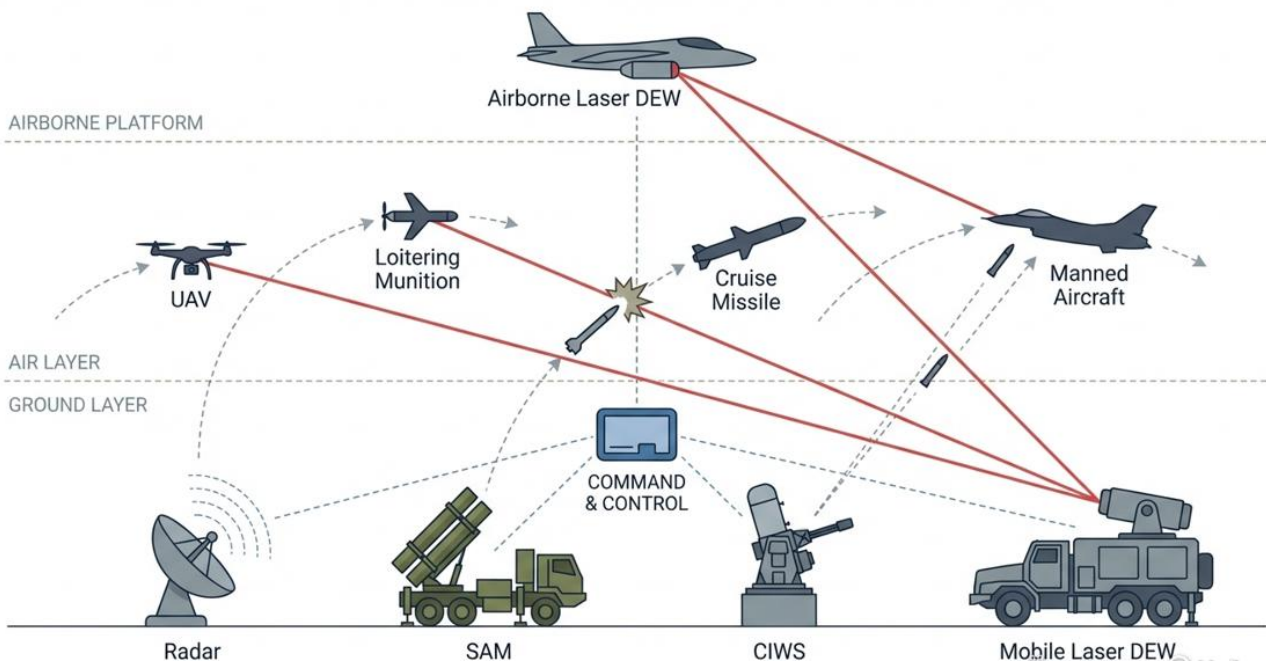 Airborne Laser DEW
AIRBORNE PLATFORM
Loitering
Munition
UAV
Cruise
Missile
Manned
Aircraft
AIR LAYER
GROUND LAYER
COMMAND
& CONTROL
Radar
SAM
CIWS
Mobile Laser DEW